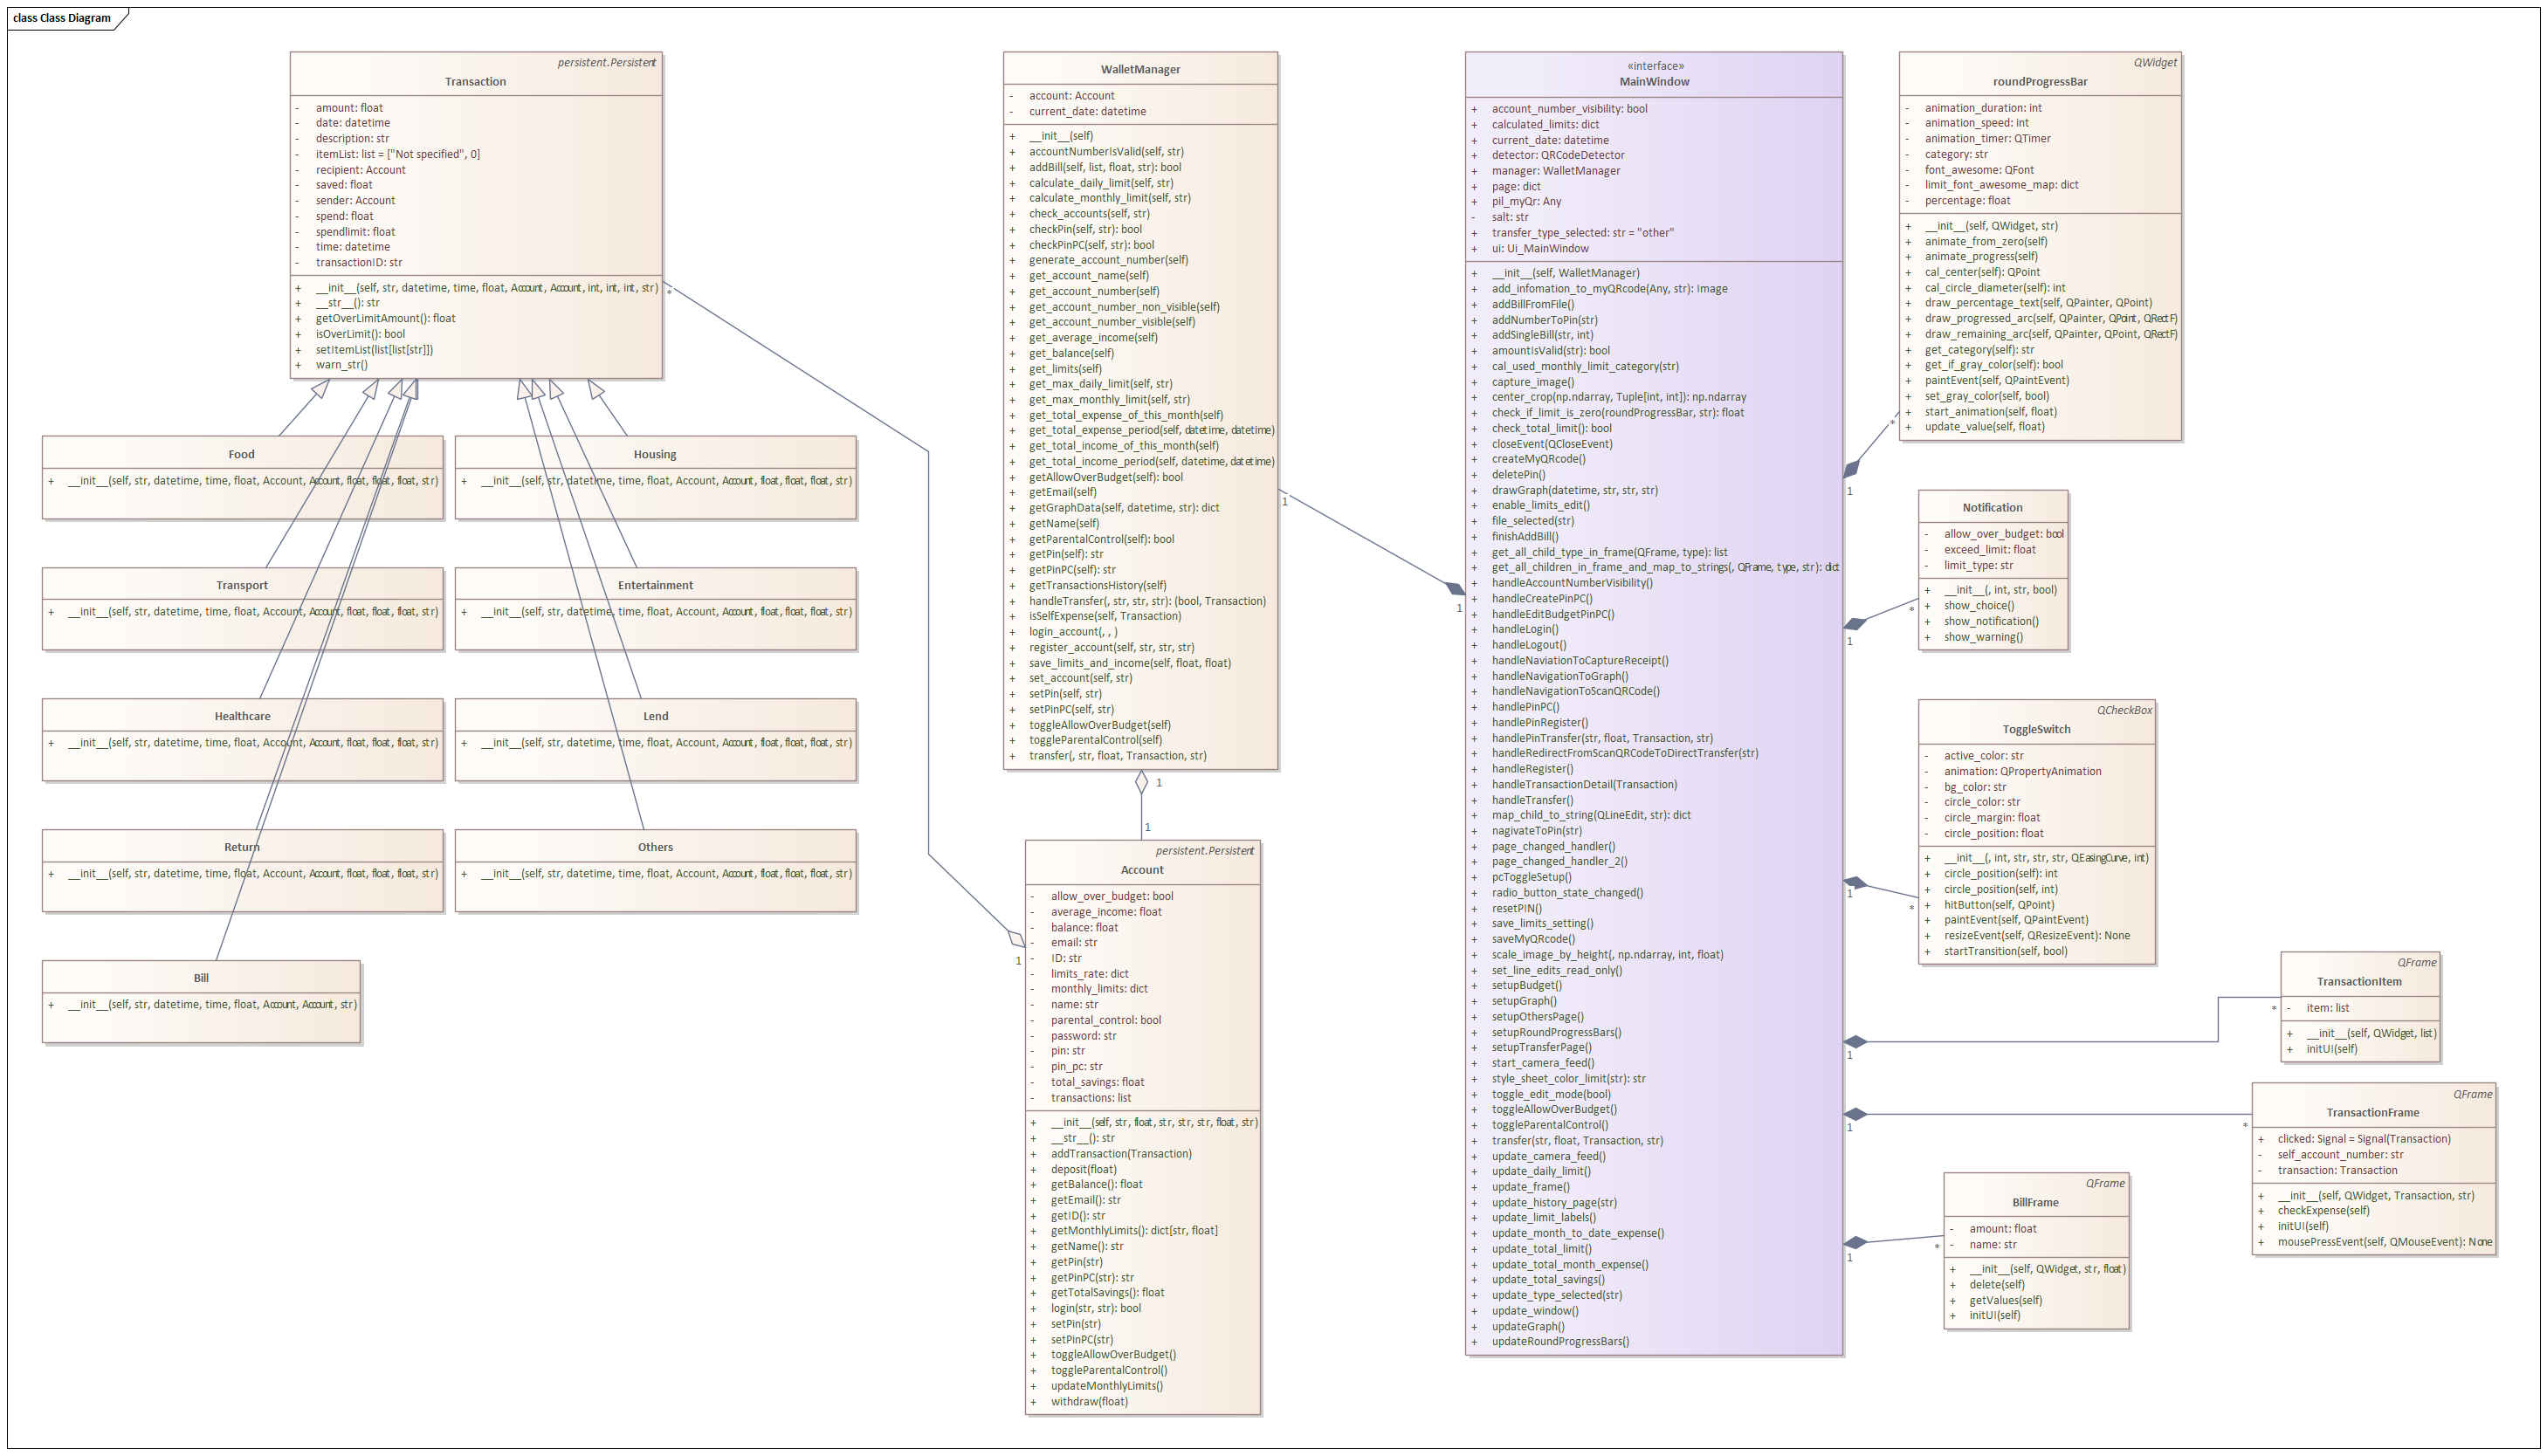 class Class Diagram
persistent.Persistent
Transaction
- amount: float
- date: datetime
- description: str
- itemList: list = ["Not specified", 0]
- recipient: Account
- saved: float
- sender: Account
- spend: float
- spendlimit: float
- time: datetime
- transactionID: str
+ __init__(self, str, datetime, time, float, Account, Account, int, int, int, str)
+ __str__(): str
+ getOverLimitAmount(): float
+ isOverLimit(): bool
+ setItemList(list[list[str]])
+ warn_str()
*
Food
+ __init__(self, str, datetime, time, float, Account, Account, float, float, float, str)
Housing
+ __init__(self, str, datetime, time, float, Account, Account, float, float, float, str)
Transport
+ __init__(self, str, datetime, time, float, Account, Account, float, float, float, str)
Entertainment
+ __init__(self, str, datetime, time, float, Account, Account, float, float, float, str)
Healthcare
+ __init__(self, str, datetime, time, float, Account, Account, float, float, float, str)
Lend
+ __init__(self, str, datetime, time, float, Account, Account, float, float, float, str)
Return
+ __init__(self, str, datetime, time, float, Account, Account, float, float, float, str)
Others
+ __init__(self, str, datetime, time, float, Account, Account, float, float, float, str)
Bill
+ __init__(self, str, datetime, time, float, Account, Account, str)
WalletManager
- account: Account
- current_date: datetime
+ __init__(self)
+ accountNumberIsValid(self, str)
+ addBill(self, list, float, str): bool
+ calculate_daily_limit(self, str)
+ calculate_monthly_limit(self, str)
+ check_accounts(self, str)
+ checkPin(self, str): bool
+ checkPinPC(self, str): bool
+ generate_account_number(self)
+ get_account_name(self)
+ get_account_number(self)
+ get_account_number_non_visible(self)
+ get_account_number_visible(self)
+ get_average_income(self)
+ get_balance(self)
+ get_limits(self)
+ get_max_daily_limit(self, str)
+ get_max_monthly_limit(self, str)
+ get_total_expense_of_this_month(self)
+ get_total_expense_period(self, datetime, datetime)
+ get_total_income_of_this_month(self)
+ get_total_income_period(self, datetime, datetime)
+ getAllowOverBudget(self): bool
+ getEmail(self)
+ getGraphData(self, datetime, str): dict
+ getName(self)
+ getParentalControl(self): bool
+ getPin(self): str
+ getPinPC(self): str
+ getTransactionsHistory(self)
+ handleTransfer(, str, str, str): (bool, Transaction)
+ isSelfExpense(self, Transaction)
+ login_account(, , )
+ register_account(self, str, str, str)
+ save_limits_and_income(self, float, float)
+ set_account(self, str)
+ setPin(self, str)
+ setPinPC(self, str)
+ toggleAllowOverBudget(self)
+ toggleParentalControl(self)
+ transfer(, str, float, Transaction, str)
1
1
1
1
persistent.Persistent
Account
- allow_over_budget: bool
- average_income: float
- balance: float
- email: str
- ID: str
- limits_rate: dict
- monthly_limits: dict
- name: str
- parental_control: bool
- password: str
- pin: str
- pin_pc: str
- total_savings: float
- transactions: list
+ __init__(self, str, float, str, str, str, float, str)
+ __str__(): str
+ addTransaction(Transaction)
+ deposit(float)
+ getBalance(): float
+ getEmail(): str
+ getID(): str
+ getMonthlyLimits(): dict[str, float]
+ getName(): str
+ getPin(str)
+ getPinPC(str): str
+ getTotalSavings(): float
+ login(str, str): bool
+ setPin(str)
+ setPinPC(str)
+ toggleAllowOverBudget()
+ toggleParentalControl()
+ updateMonthlyLimits()
+ withdraw(float)
«interface»
MainWindow
+ account_number_visibility: bool
+ calculated_limits: dict
+ current_date: datetime
+ detector: QRCodeDetector
+ manager: WalletManager
+ page: dict
+ pil_myQr: Any
- salt: str
+ transfer_type_selected: str = "other"
+ ui: Ui_MainWindow
+ __init__(self, WalletManager)
+ add_infomation_to_myQRcode(Any, str): Image
+ addBillFromFile()
+ addNumberToPin(str)
+ addSingleBill(str, int)
+ amountIsValid(str): bool
+ cal_used_monthly_limit_category(str)
+ capture_image()
+ center_crop(np.ndarray, Tuple[int, int]): np.ndarray
+ check_if_limit_is_zero(roundProgressBar, str): float
+ check_total_limit(): bool
+ closeEvent(QCloseEvent)
+ createMyQRcode()
+ deletePin()
+ drawGraph(datetime, str, str, str)
+ enable_limits_edit()
+ file_selected(str)
+ finishAddBill()
+ get_all_child_type_in_frame(QFrame, type): list
+ get_all_children_in_frame_and_map_to_strings(, QFrame, type, str): dict
+ handleAccountNumberVisibility()
+ handleCreatePinPC()
+ handleEditBudgetPinPC()
+ handleLogin()
+ handleLogout()
+ handleNaviationToCaptureReceipt()
+ handleNavigationToGraph()
+ handleNavigationToScanQRCode()
+ handlePinPC()
+ handlePinRegister()
+ handlePinTransfer(str, float, Transaction, str)
+ handleRedirectFromScanQRCodeToDirectTransfer(str)
+ handleRegister()
+ handleTransactionDetail(Transaction)
+ handleTransfer()
+ map_child_to_string(QLineEdit, str): dict
+ nagivateToPin(str)
+ page_changed_handler()
+ page_changed_handler_2()
+ pcToggleSetup()
+ radio_button_state_changed()
+ resetPIN()
+ save_limits_setting()
+ saveMyQRcode()
+ scale_image_by_height(, np.ndarray, int, float)
+ set_line_edits_read_only()
+ setupBudget()
+ setupGraph()
+ setupOthersPage()
+ setupRoundProgressBars()
+ setupTransferPage()
+ start_camera_feed()
+ style_sheet_color_limit(str): str
+ toggle_edit_mode(bool)
+ toggleAllowOverBudget()
+ toggleParentalControl()
+ transfer(str, float, Transaction, str)
+ update_camera_feed()
+ update_daily_limit()
+ update_frame()
+ update_history_page(str)
+ update_limit_labels()
+ update_month_to_date_expense()
+ update_total_limit()
+ update_total_month_expense()
+ update_total_savings()
+ update_type_selected(str)
+ update_window()
+ updateGraph()
+ updateRoundProgressBars()
1
QWidget
roundProgressBar
- animation_duration: int
- animation_speed: int
- animation_timer: QTimer
- category: str
- font_awesome: QFont
- limit_font_awesome_map: dict
- percentage: float
+ __init__(self, QWidget, str)
+ animate_from_zero(self)
+ animate_progress(self)
+ cal_center(self): QPoint
+ cal_circle_diameter(self): int
+ draw_percentage_text(self, QPainter, QPoint)
+ draw_progressed_arc(self, QPainter, QPoint, QRectF)
+ draw_remaining_arc(self, QPainter, QPoint, QRectF)
+ get_category(self): str
+ get_if_gray_color(self): bool
+ paintEvent(self, QPaintEvent)
+ set_gray_color(self, bool)
+ start_animation(self, float)
+ update_value(self, float)
*
1
Notification
- allow_over_budget: bool
- exceed_limit: float
- limit_type: str
+ __init__(, int, str, bool)
+ show_choice()
+ show_notification()
+ show_warning()
*
1
QCheckBox
ToggleSwitch
- active_color: str
- animation: QPropertyAnimation
- bg_color: str
- circle_color: str
- circle_margin: float
- circle_position: float
+ __init__(, int, str, str, str, QEasingCurve, int)
+ circle_position(self): int
+ circle_position(self, int)
+ hitButton(self, QPoint)
+ paintEvent(self, QPaintEvent)
+ resizeEvent(self, QResizeEvent): None
+ startTransition(self, bool)
1
*
QFrame
TransactionItem
- item: list
+ __init__(self, QWidget, list)
+ initUI(self)
*
1
QFrame
TransactionFrame
+ clicked: Signal = Signal(Transaction)
- self_account_number: str
- transaction: Transaction
+ __init__(self, QWidget, Transaction, str)
+ checkExpense(self)
+ initUI(self)
+ mousePressEvent(self, QMouseEvent): None
1
*
QFrame
BillFrame
- amount: float
- name: str
+ __init__(self, QWidget, str, float)
+ delete(self)
+ getValues(self)
+ initUI(self)
*
1